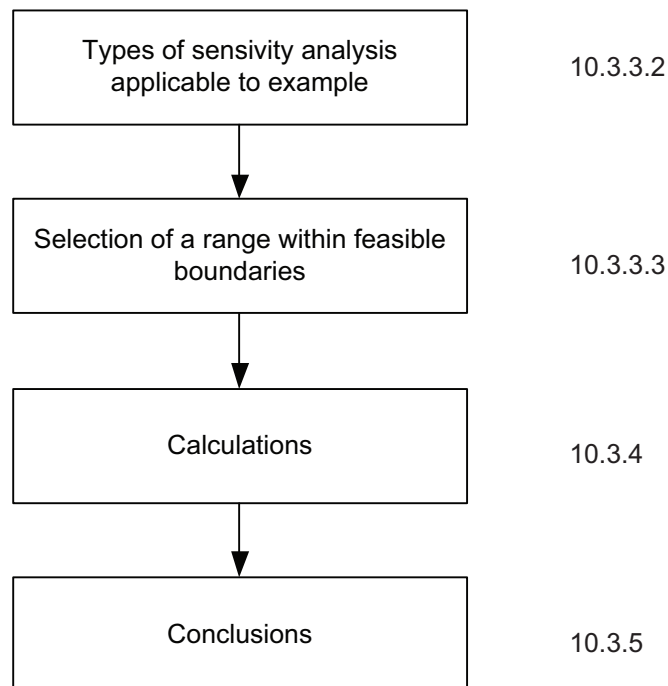 Types of sensivity analysis
applicable to example
10.3.3.2
Selection of a range within feasible
boundaries
10.3.3.3
Calculations
10.3.4
Conclusions
10.3.5